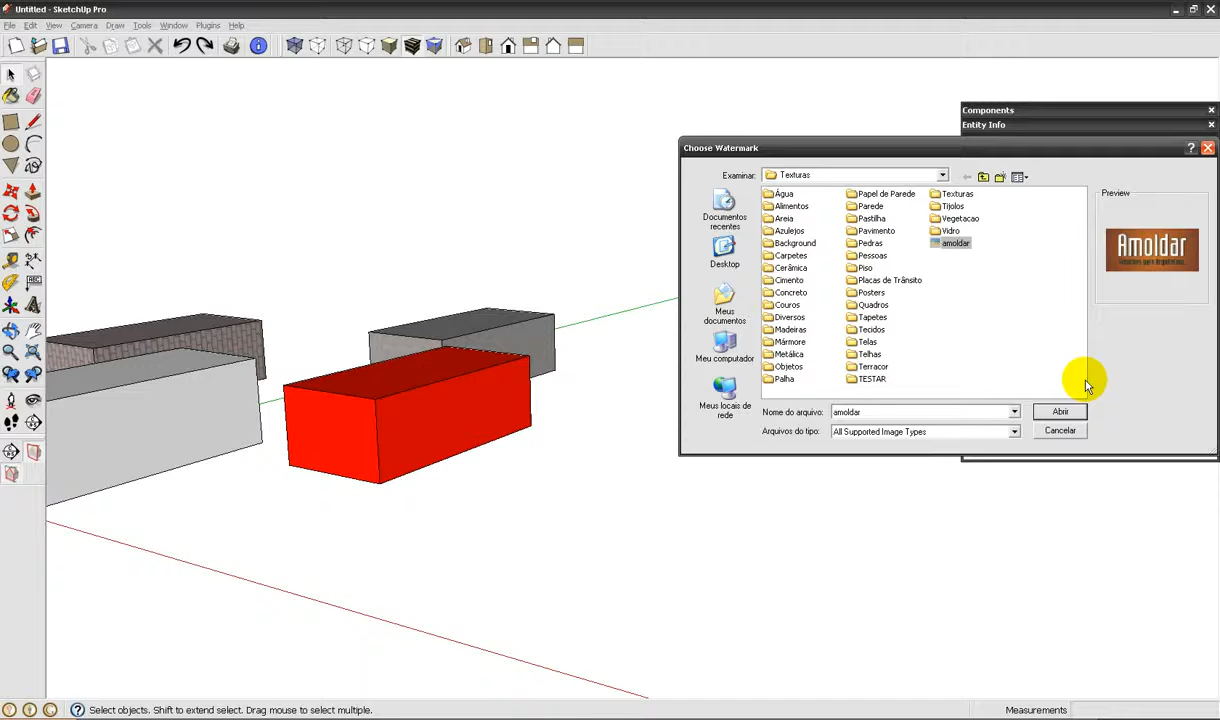 Untitled - SketchUp Pro
File Edit View Camera Draw Tools Window Plugins Help
Components
Entity Info
Choose Watermark
Examinar: Texturas
Documentos recentes
Desktop
Meus documentos
Meu computador
Meus locais de rede
Água
Alimentos
Areia
Azulejos
Background
Carpetes
Cerâmica
Cimento
Concreto
Couros
Diversos
Madeiras
Mármore
Metálica
Objetos
Palha
Papel de Parede
Parede
Pastilha
Pavimento
Pedras
Pessoas
Piso
Placas de Trânsito
Posters
Quadros
Tapetes
Tecidos
Telas
Telhas
Terracor
TESTAR
Texturas
Tijolos
Vegetacao
Vidro
amoldar
Preview
Amoldar
Nome do arquivo: amoldar Abrir
Arquivos do tipo: All Supported Image Types Cancelar
Select objects. Shift to extend select. Drag mouse to select multiple. Measurements